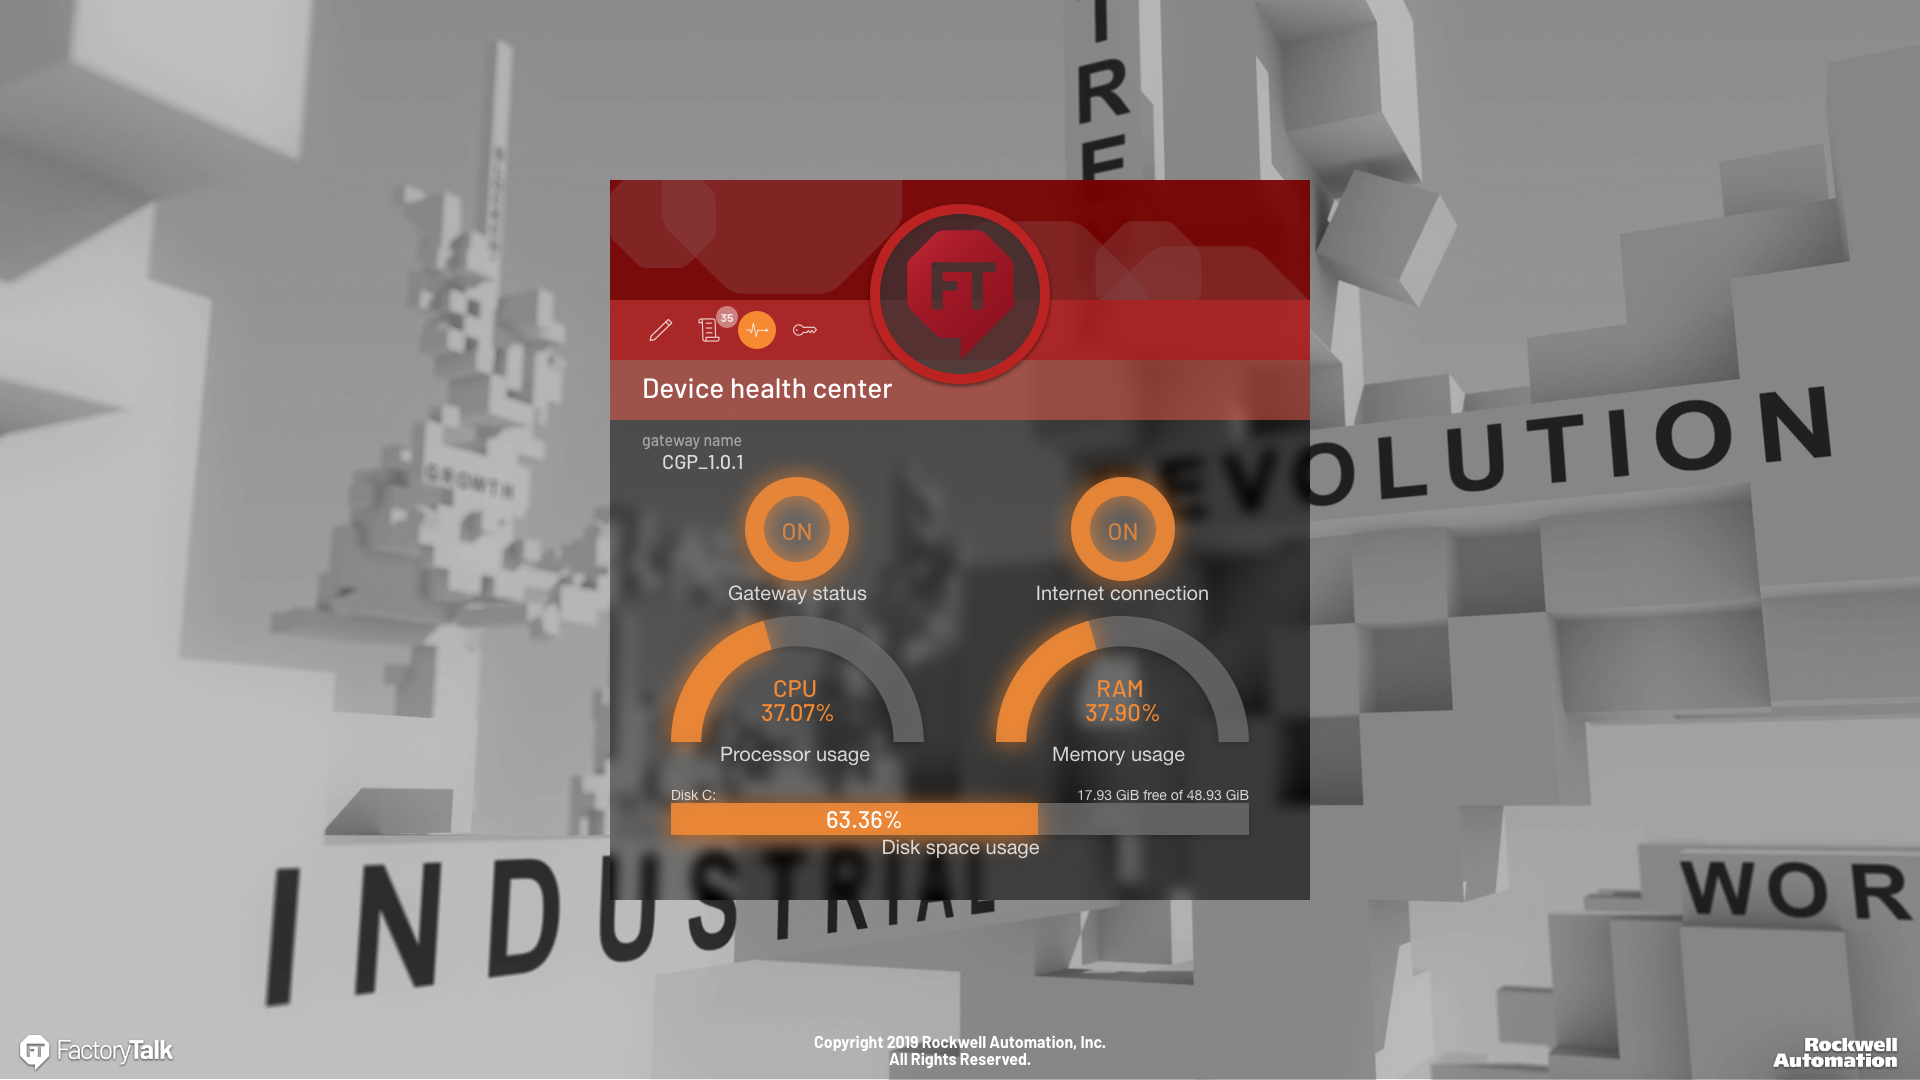 TRE
GROWTH
EVOLUTION
INDUSTRIAL
WOR
FT
35
Device health center
gateway name
CGP_1.0.1
ON
Gateway status
ON
Internet connection
CPU
37.07%
Processor usage
RAM
37.90%
Memory usage
Disk C:
17.93 GiB free of 48.93 GiB
63.36%
Disk space usage
FT FactoryTalk
Copyright 2019 Rockwell Automation, Inc.
All Rights Reserved.
Rockwell
Automation